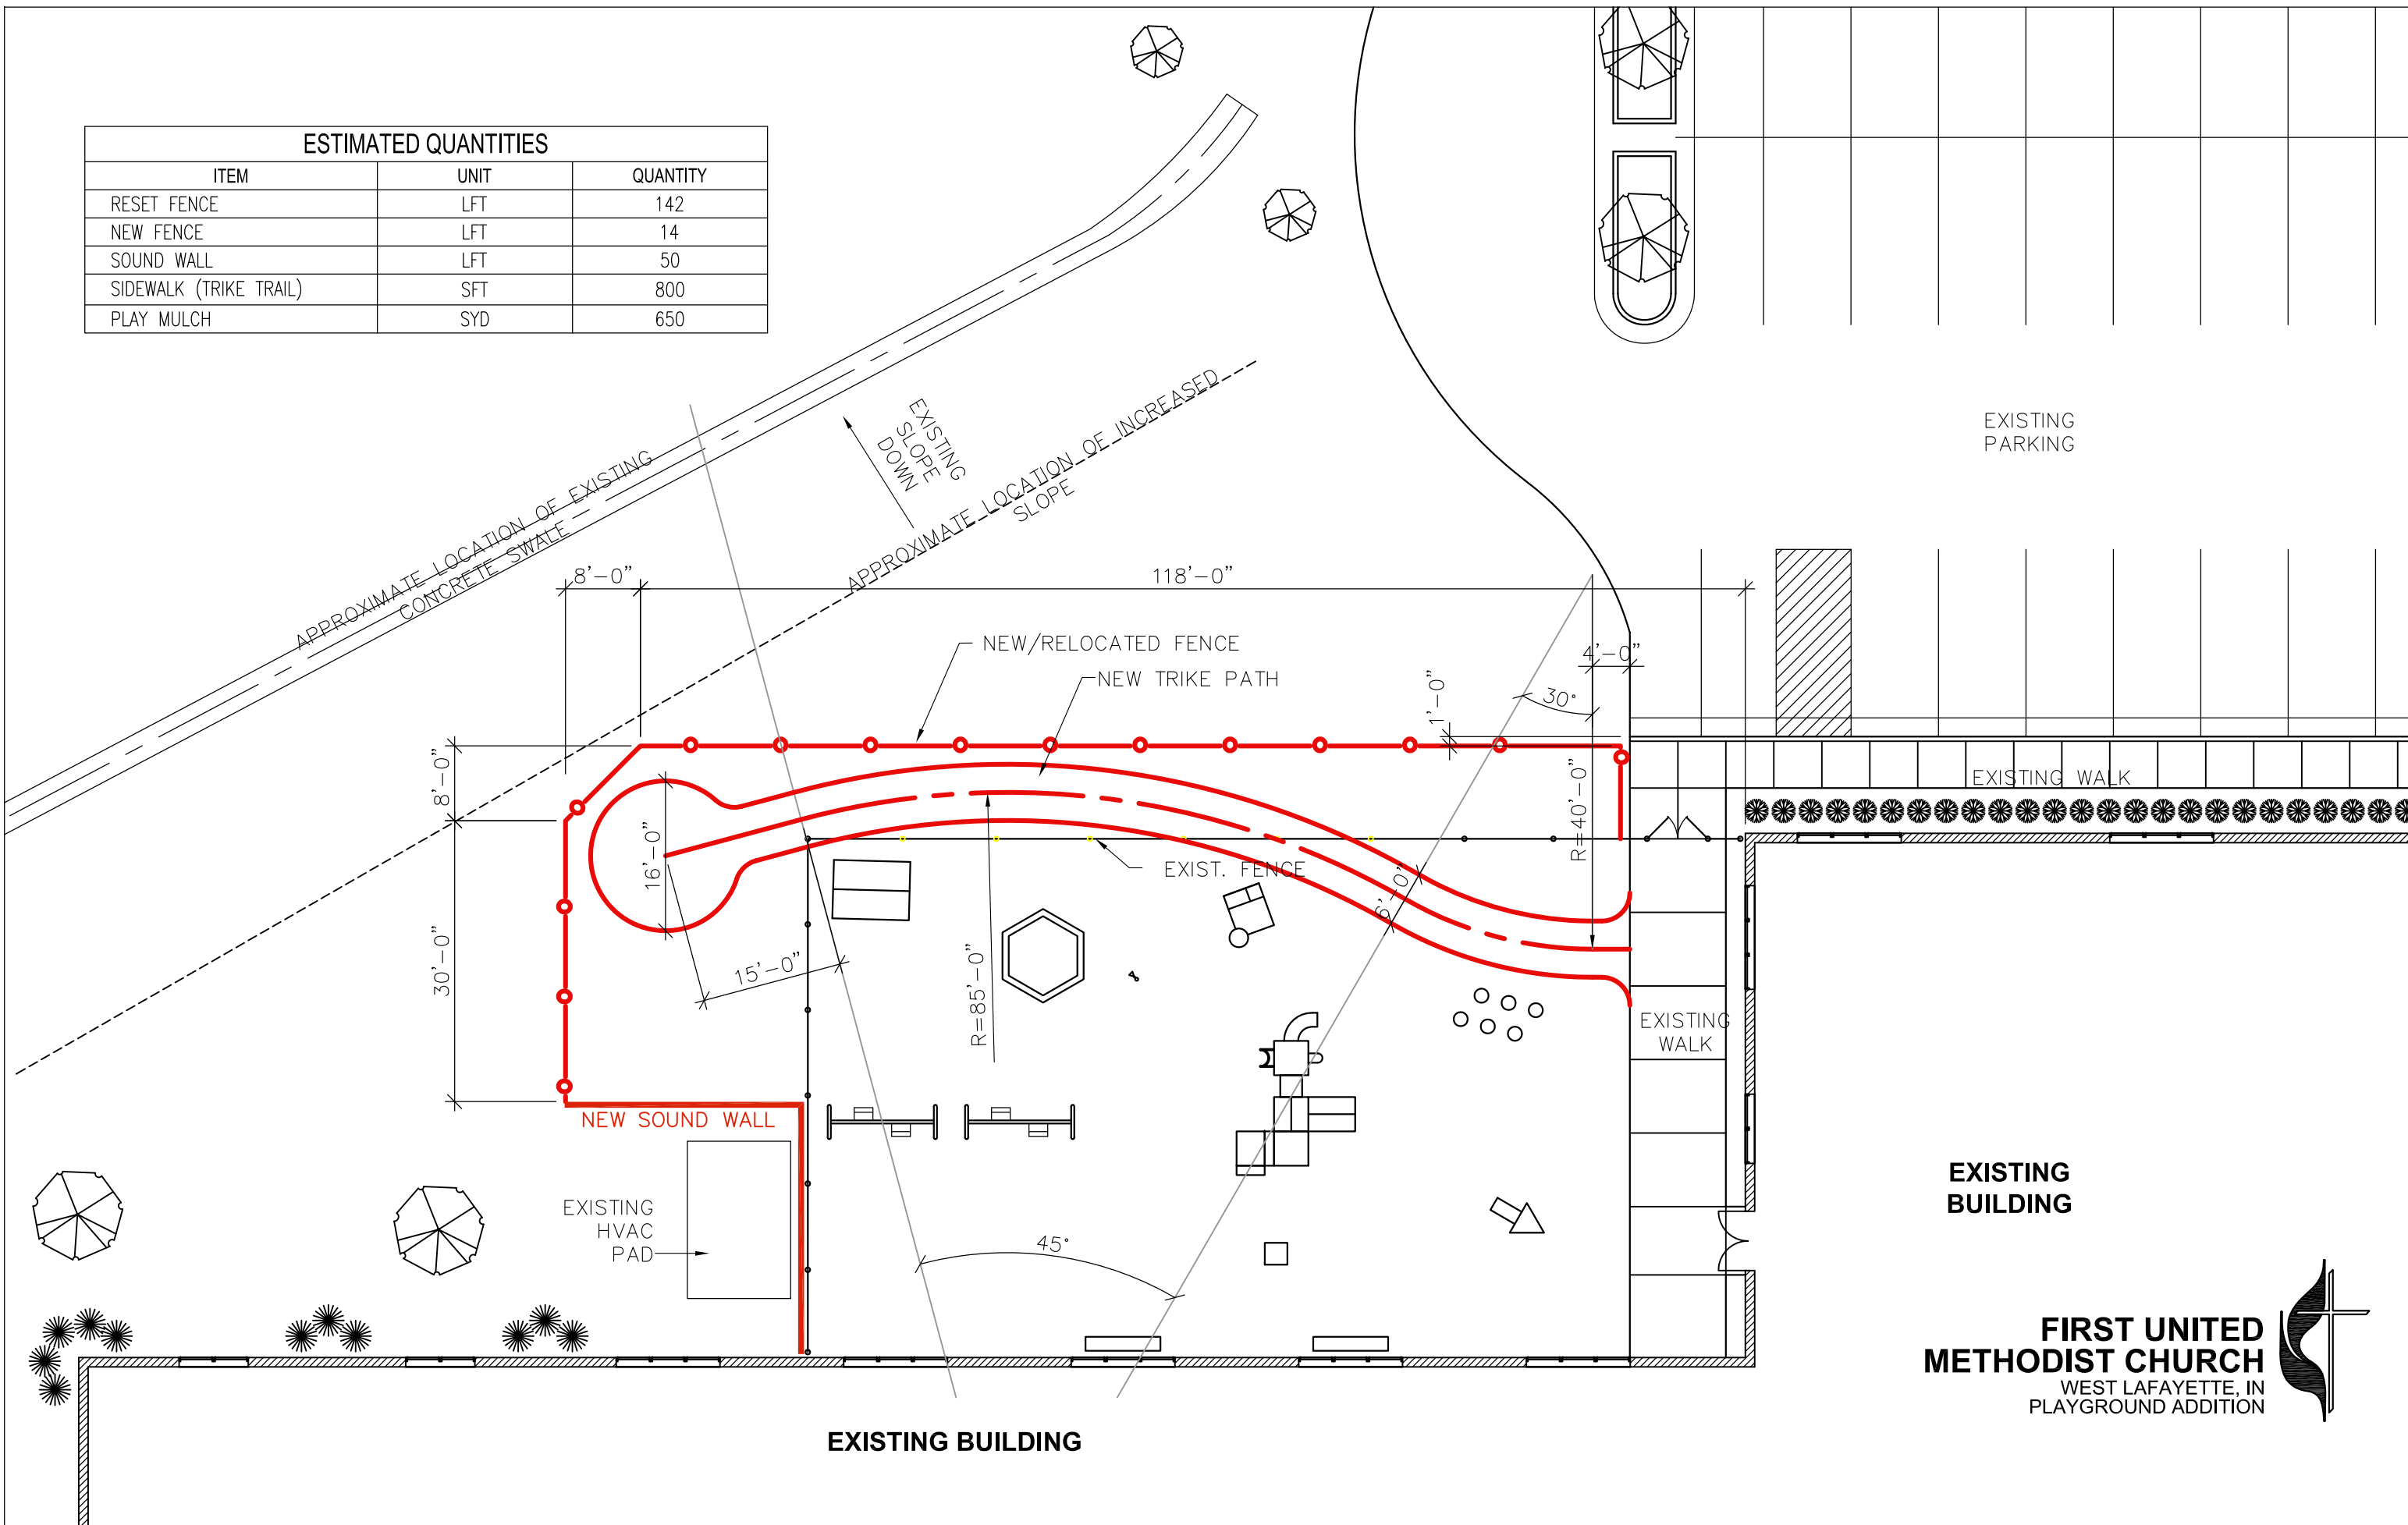 ESTIMATED QUANTITIES
ITEM UNIT QUANTITY
RESET FENCE LFT 142
NEW FENCE LFT 14
SOUND WALL LFT 50
SIDEWALK (TRIKE TRAIL) SFT 800
PLAY MULCH SYD 650
EXISTING
PARKING
EXISTING
SLOPE
DOWN
APPROXIMATE LOCATION OF INCREASED
SLOPE
APPROXIMATE LOCATION OF EXISTING
CONCRETE SWALE
8'-0"
118'-0"
NEW/RELOCATED FENCE
NEW TRIKE PATH
4'-0"
30°
1'-0"
8'-0"
R=40'-0"
EXISTING WALK
16'-0"
EXIST. FENCE
6'-0"
30'-0"
15'-0"
R=85'-0"
EXISTING
WALK
NEW SOUND WALL
EXISTING
HVAC
PAD
45°
EXISTING
BUILDING
FIRST UNITED
METHODIST CHURCH
WEST LAFAYETTE, IN
PLAYGROUND ADDITION
EXISTING BUILDING